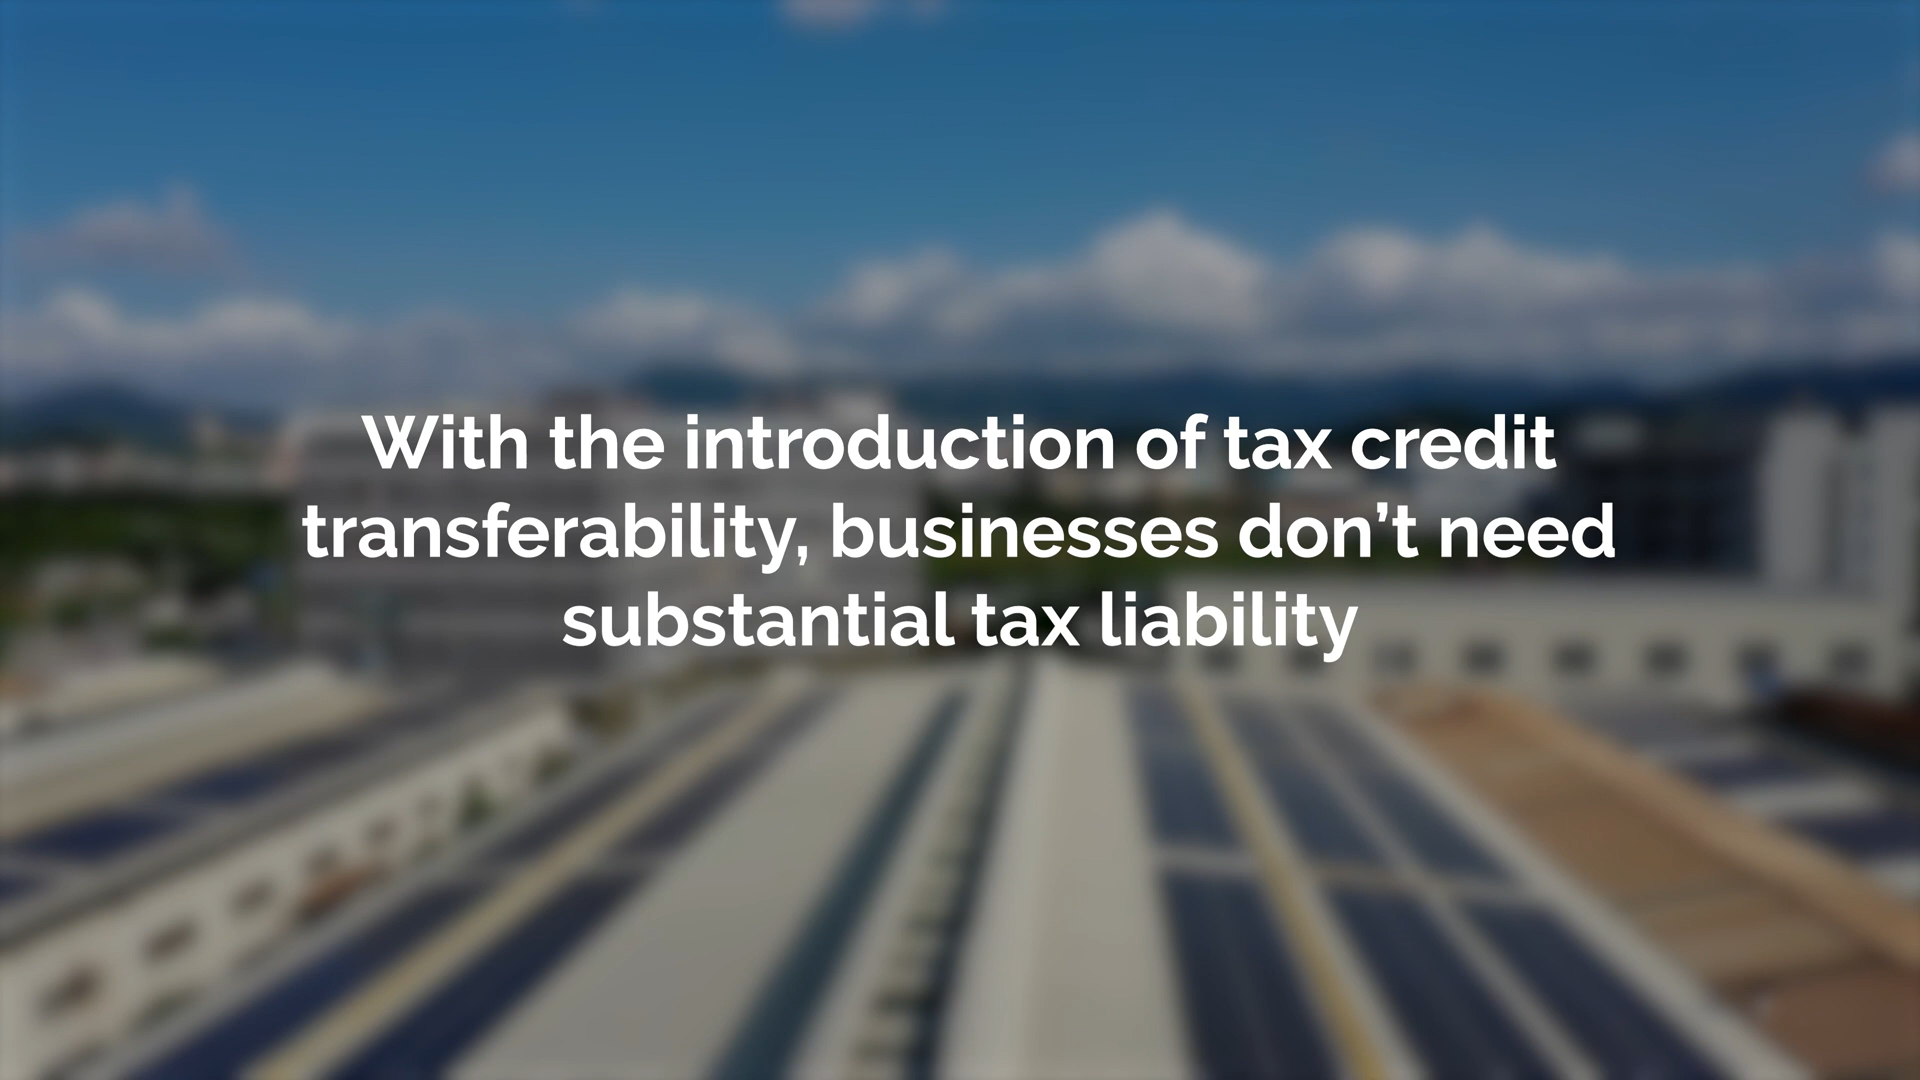 With the introduction of tax credit
transferability, businesses don’t need
substantial tax liability